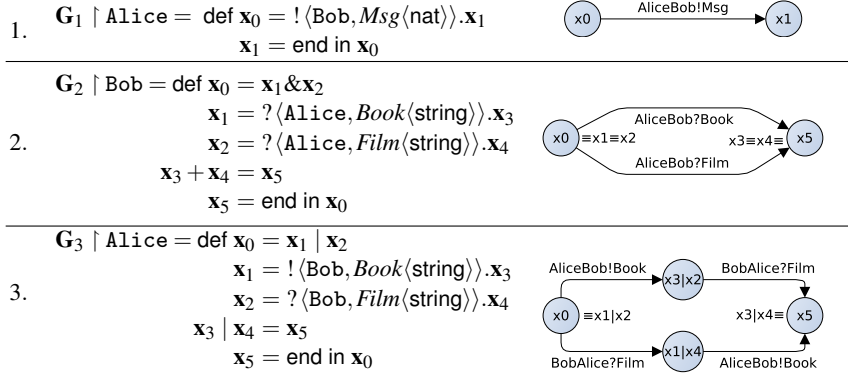 1.
G₁ ↾ Alice = def x₀ = !⟨Bob, Msg⟨nat⟩⟩.x₁
x₁ = end in x₀
x0 AliceBob!Msg x1
2.
G₂ ↾ Bob = def x₀ = x₁&x₂
x₁ = ?⟨Alice, Book⟨string⟩⟩.x₃
x₂ = ?⟨Alice, Film⟨string⟩⟩.x₄
x₃ + x₄ = x₅
x₅ = end in x₀
AliceBob?Book
x0 ≡x1≡x2 x3≡x4≡ x5
AliceBob?Film
3.
G₃ ↾ Alice = def x₀ = x₁ | x₂
x₁ = !⟨Bob, Book⟨string⟩⟩.x₃
x₂ = ?⟨Bob, Film⟨string⟩⟩.x₄
x₃ | x₄ = x₅
x₅ = end in x₀
AliceBob!Book x3|x2 BobAlice?Film
x0 ≡x1|x2 x3|x4≡ x5
BobAlice?Film x1|x4 AliceBob!Book